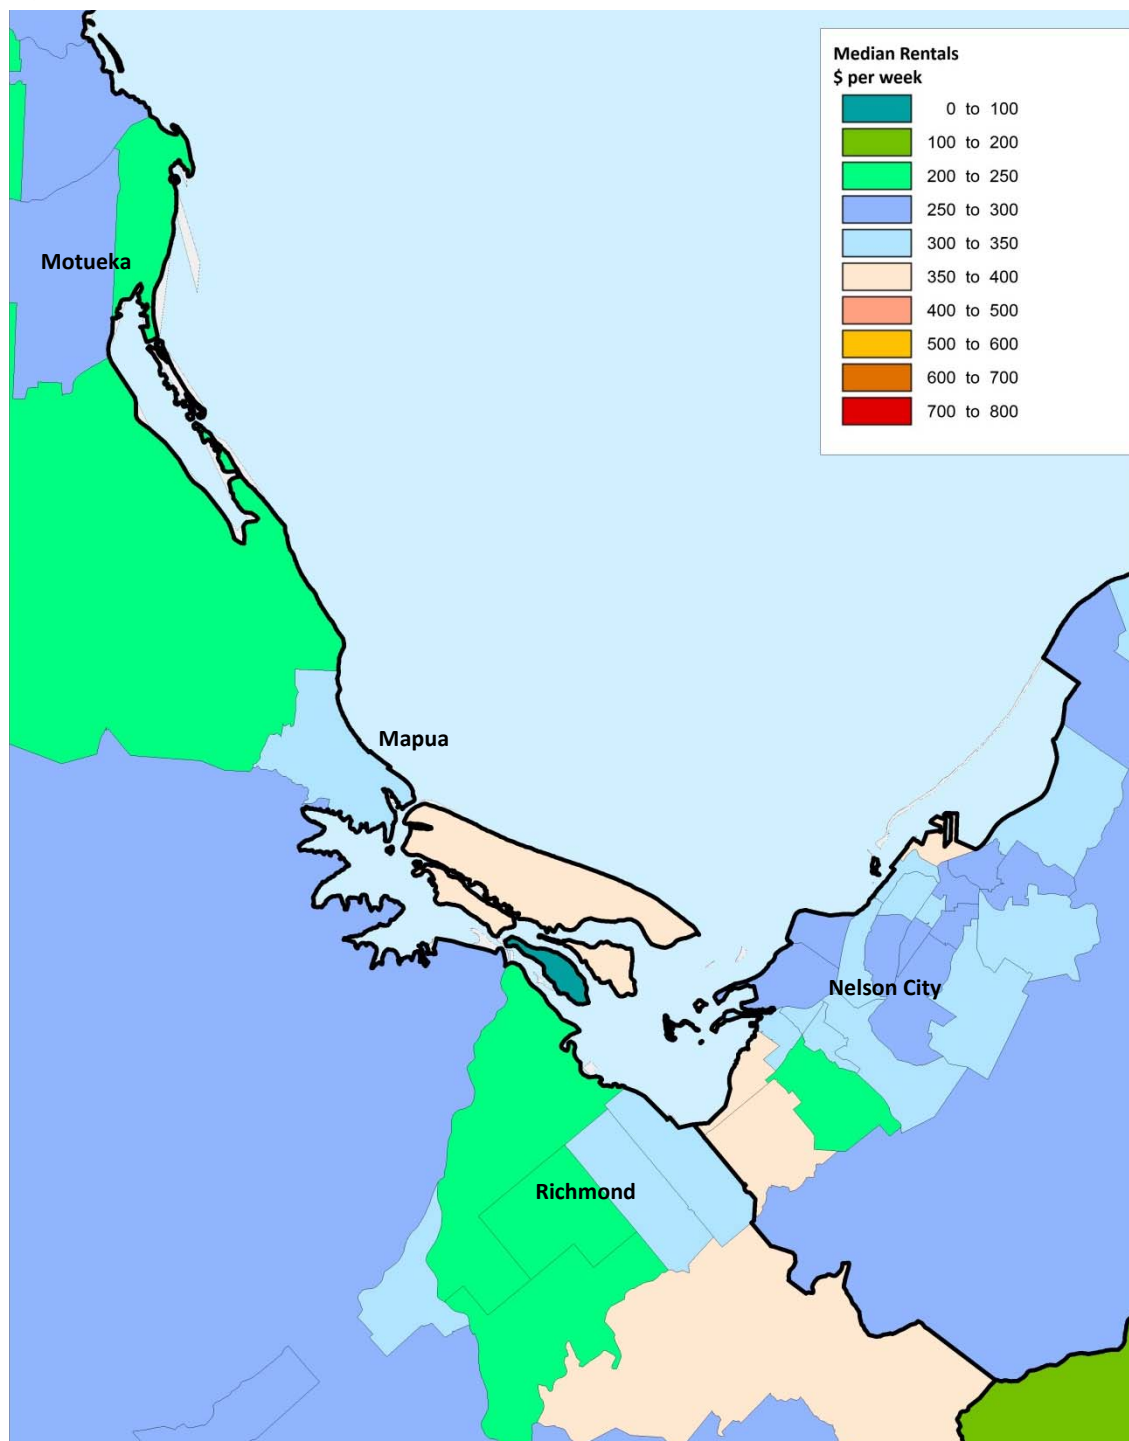 Median Rentals
$ per week
0 to 100
100 to 200
200 to 250
250 to 300
300 to 350
350 to 400
400 to 500
500 to 600
600 to 700
700 to 800
Motueka
Mapua
Nelson City
Richmond